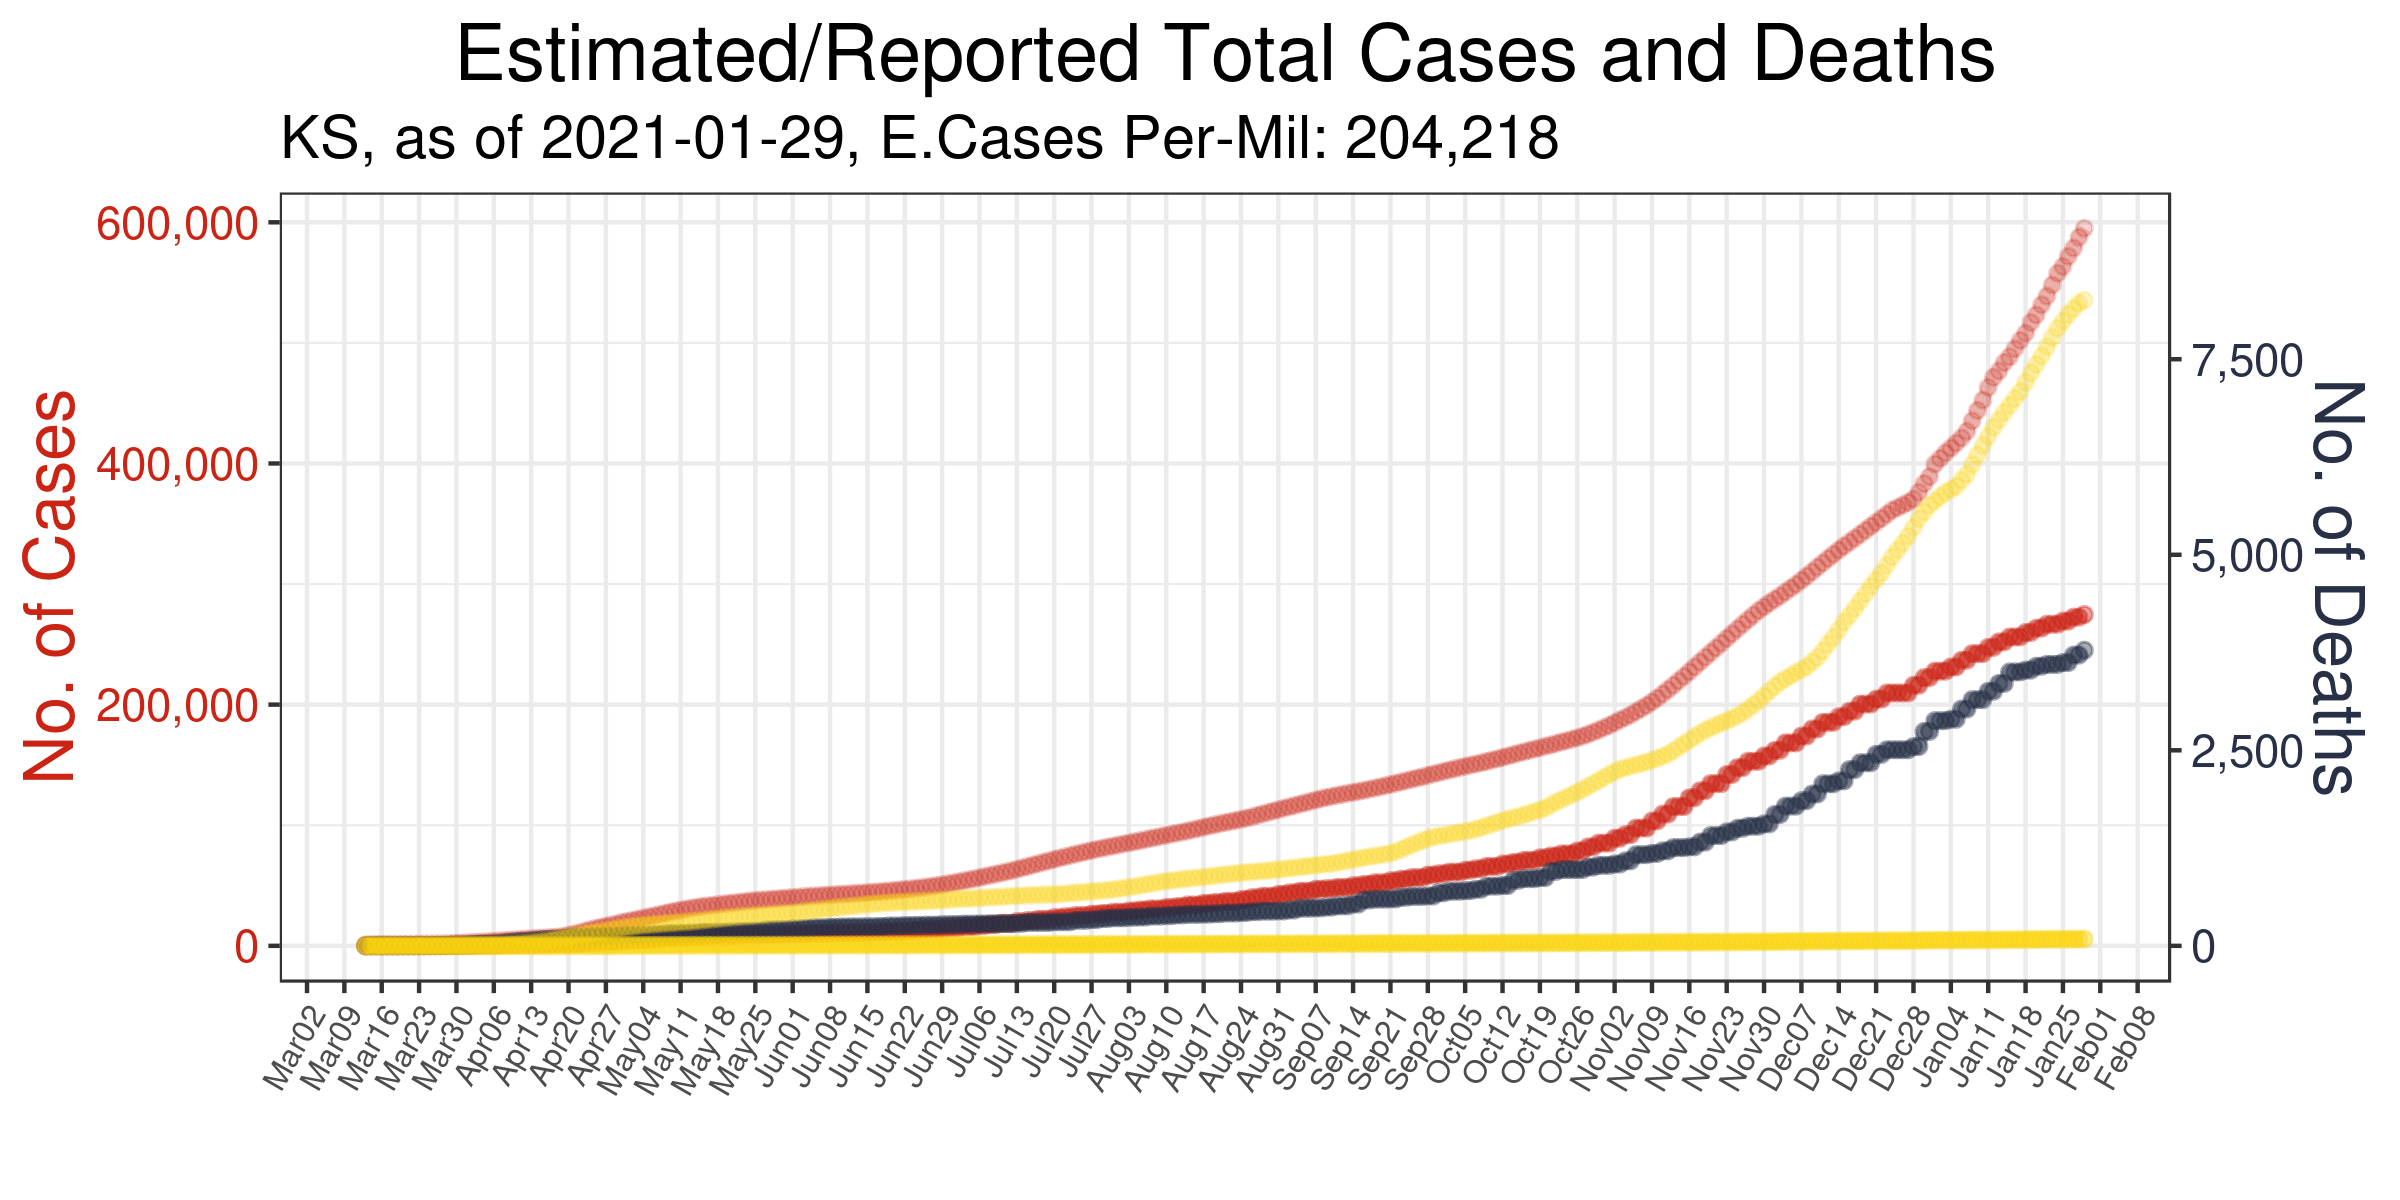 Estimated/Reported Total Cases and Deaths
KS, as of 2021-01-29, E.Cases Per-Mil: 204,218
No. of Cases
600,000
400,000
200,000
0
7,500
5,000
2,500
0
No. of Deaths
Mar02 Mar09 Mar16 Mar23 Mar30 Apr06 Apr13 Apr20 Apr27 May04 May11 May18 May25 Jun01 Jun08 Jun15 Jun22 Jun29 Jul06 Jul13 Jul20 Jul27 Aug03 Aug10 Aug17 Aug24 Aug31 Sep07 Sep14 Sep21 Sep28 Oct05 Oct12 Oct19 Oct26 Nov02 Nov09 Nov16 Nov23 Nov30 Dec07 Dec14 Dec21 Dec28 Jan04 Jan11 Jan18 Jan25 Feb01 Feb08